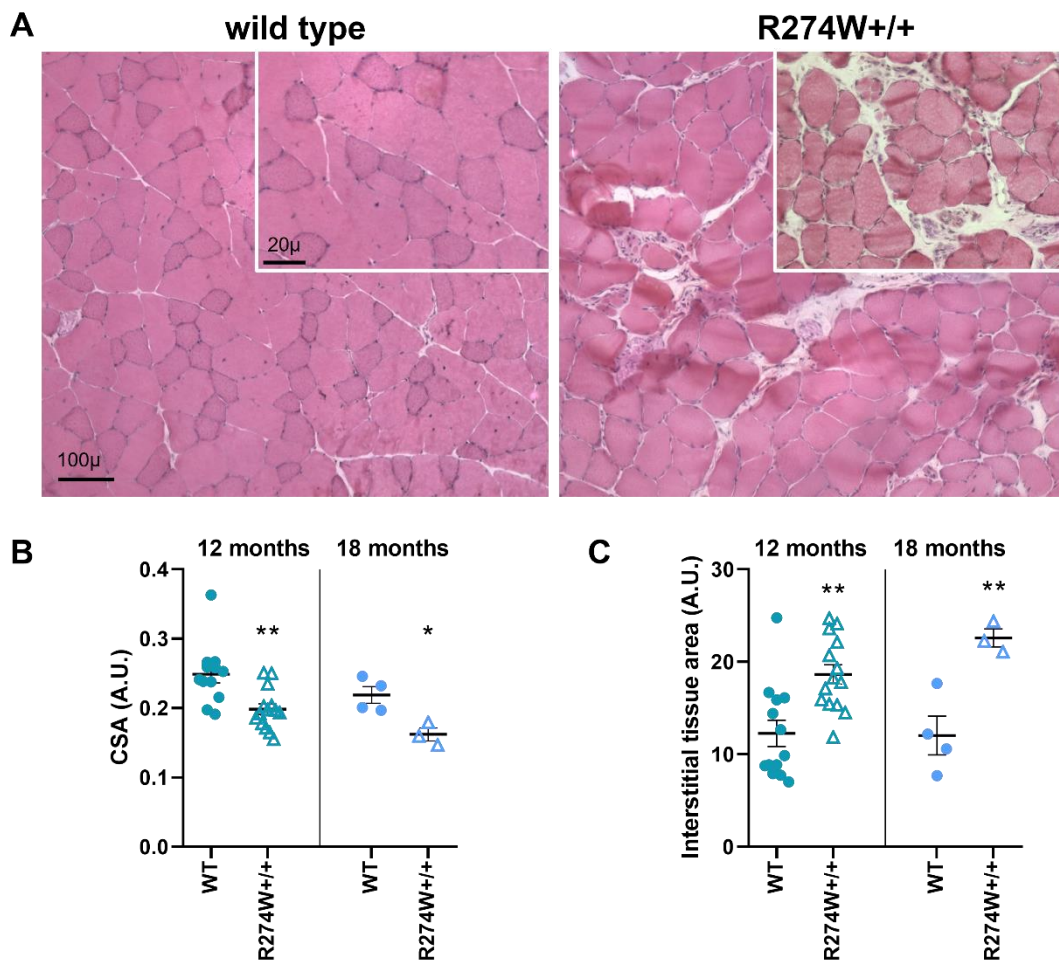 A
wild type
R274W+/+
20μ
100μ
B
12 months
18 months
CSA (A.U.)
0.4
0.3
0.2
0.1
0.0
**
*
WT
R274W+/+
WT
R274W+/+
C
12 months
18 months
Interstitial tissue area (A.U.)
30
20
10
0
**
**
WT
R274W+/+
WT
R274W+/+